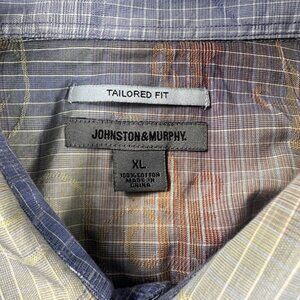 TAILORED FIT
JOHNSTON&MURPHY.
XL
100% COTTON
MADE IN
CHINA